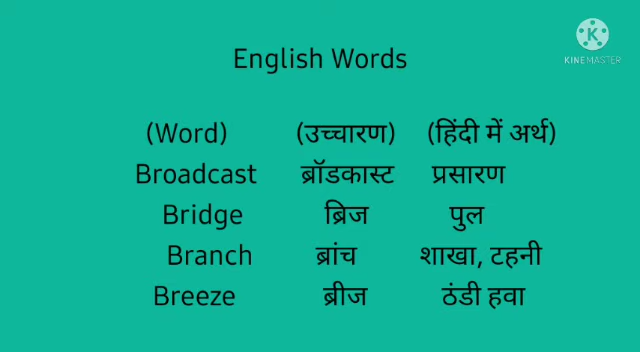 English Words
K
KINEMASTER
(Word) (उच्चारण) (हिंदी में अर्थ)
Broadcast ब्रॉडकास्ट प्रसारण
Bridge ब्रिज पुल
Branch ब्रांच शाखा, टहनी
Breeze ब्रीज ठंडी हवा